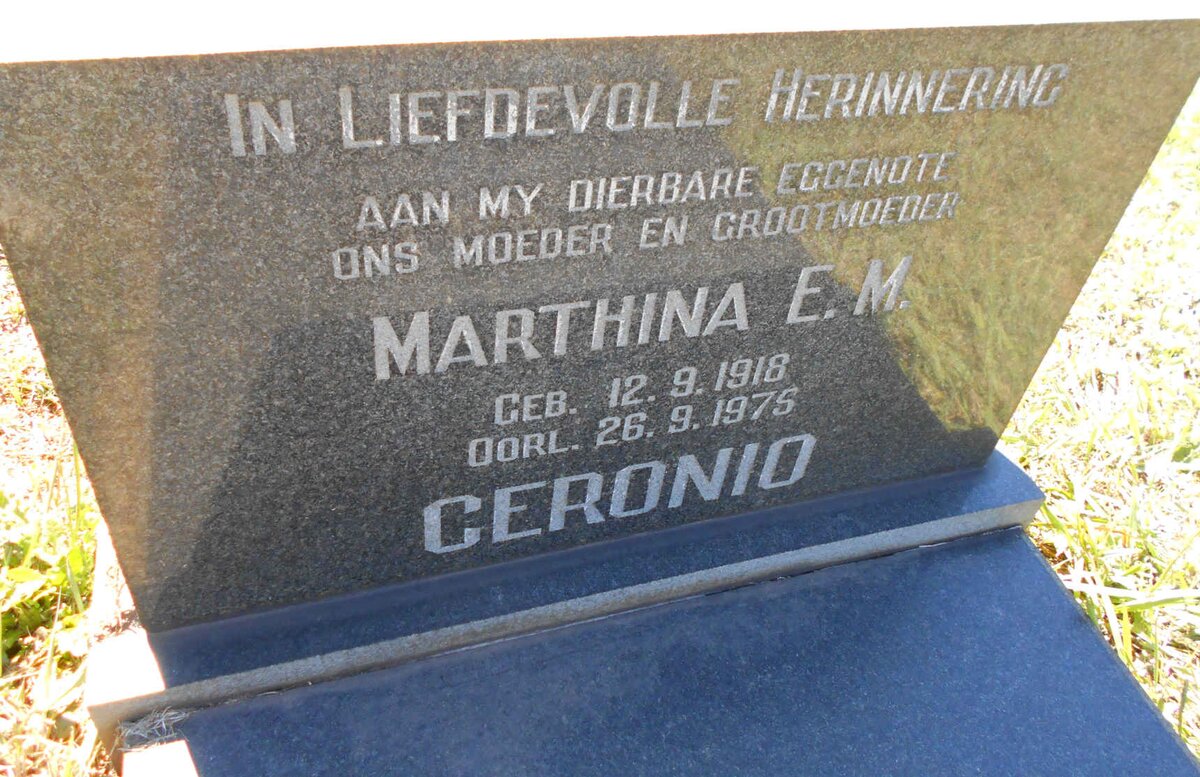 IN LIEFDEVOLLE HERINNERING
AAN MY DIERBARE EGGENOTE
ONS MOEDER EN GROOTMOEDER
MARTHINA E. M.
GEB. 12. 9. 1918
OORL. 26. 9. 1975
GERONIO